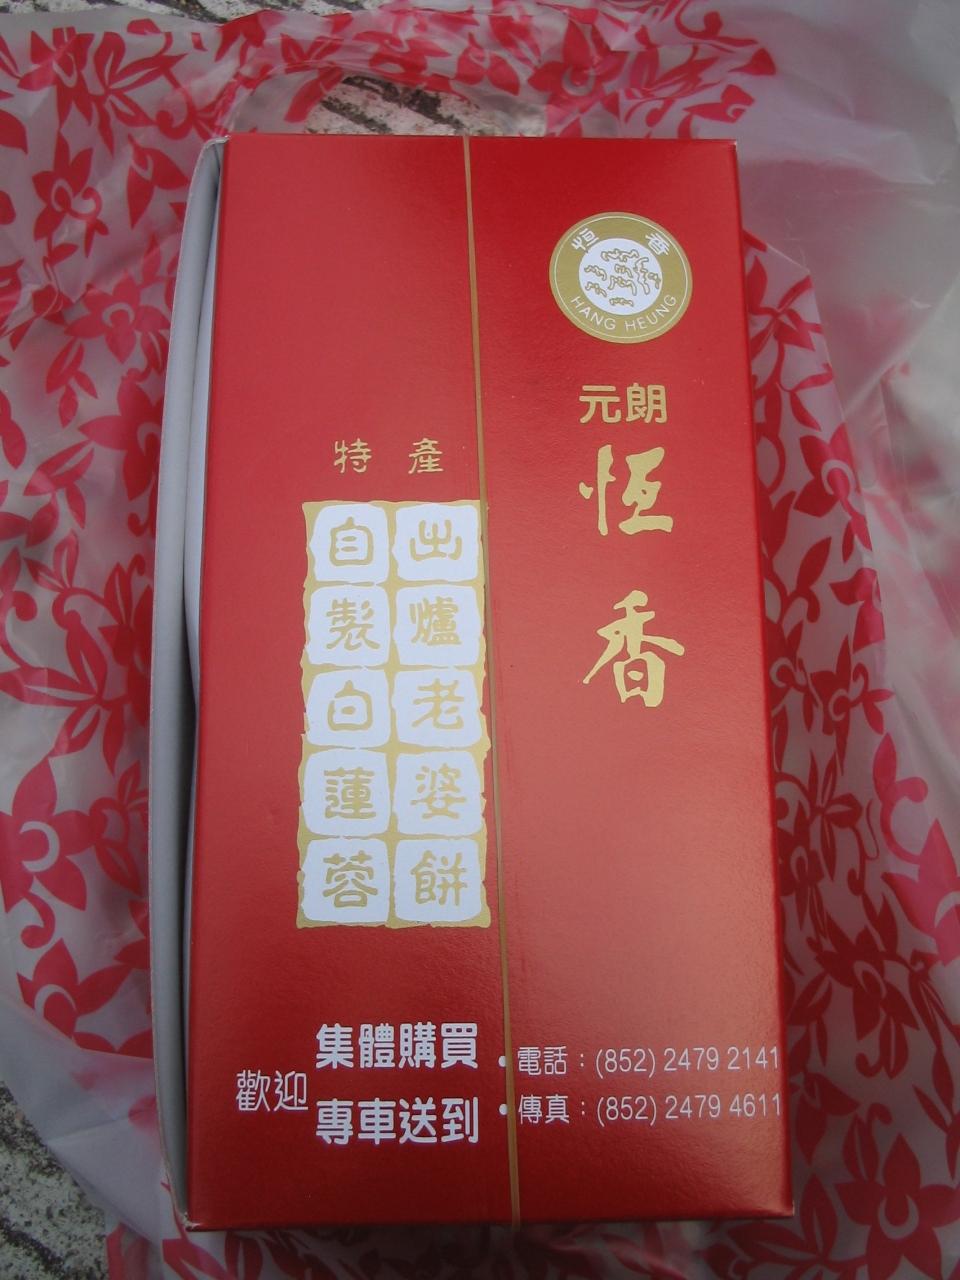 恒香
HANG HEUNG
元朗
恒香
特產
出爐老婆餅
自製白蓮蓉
歡迎
集體購買
專車送到
電話：(852) 2479 2141
傳真：(852) 2479 4611